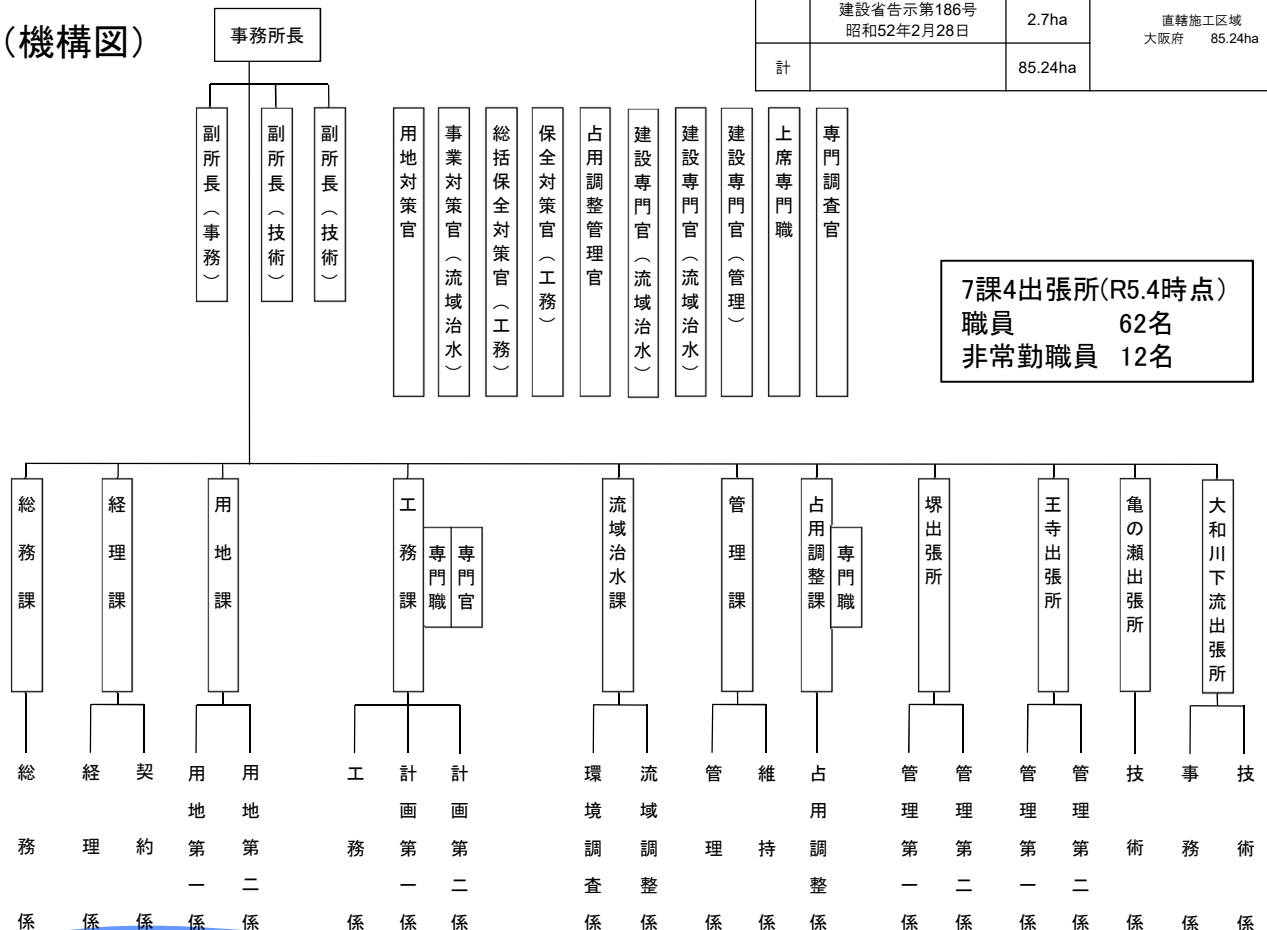 （機構図）
建設省告示第186号
昭和52年2月28日
2.7ha
直轄施工区域
大阪府 85.24ha
計
85.24ha
事務所長
副所長（事務）
副所長（技術）
副所長（技術）
用地対策官
事業対策官（流域治水）
総括保全対策官（工務）
保全対策官（工務）
占用調整管理官
建設専門官（流域治水）
建設専門官（流域治水）
建設専門官（管理）
上席専門職
専門調査官
7課4出張所(R5.4時点)
職員 62名
非常勤職員 12名
総務課
経理課
用地課
工務課
専門職
専門官
流域治水課
管理課
占用調整課
専門職
堺出張所
王寺出張所
亀の瀬出張所
大和川下流出張所
総務係
経理係
契約係
用地第一係
用地第二係
工務係
計画第一係
計画第二係
環境調査係
流域調整係
管理係
維持係
占用調整係
管理第一係
管理第二係
管理第一係
管理第二係
技術係
事務係
技術係